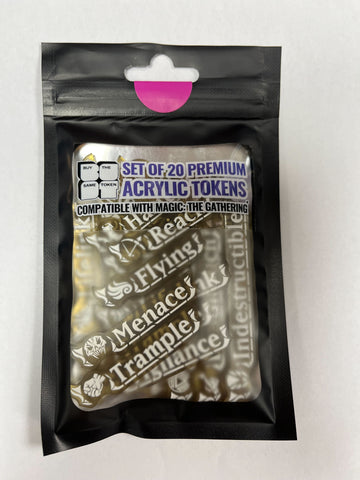 BUY THE
SAME TOKEN
SET OF 20 PREMIUM
ACRYLIC TOKENS
COMPATIBLE WITH MAGIC: THE GATHERING
Reach
Flying
Menace
Trample
Indestructible